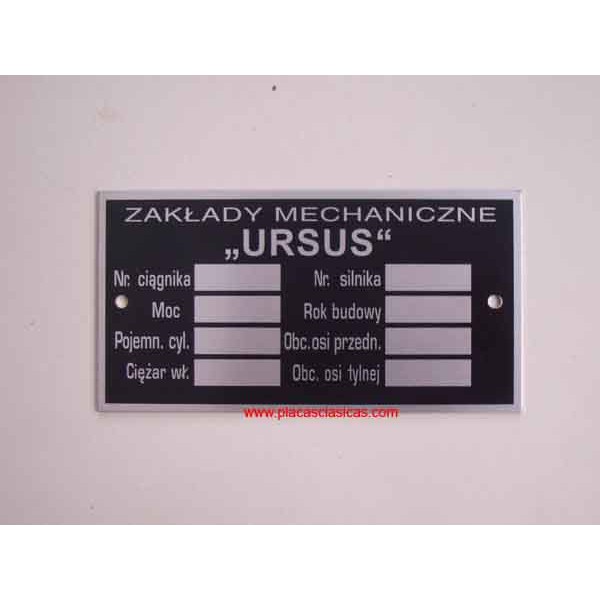 ZAKŁADY MECHANICZNE
„URSUS“
Nr. ciągnika Nr. silnika
Moc Rok budowy
Pojemn. cyl. Obc. osi przedn.
Ciężar wł. Obc. osi tylnej
www.placasclasicas.com